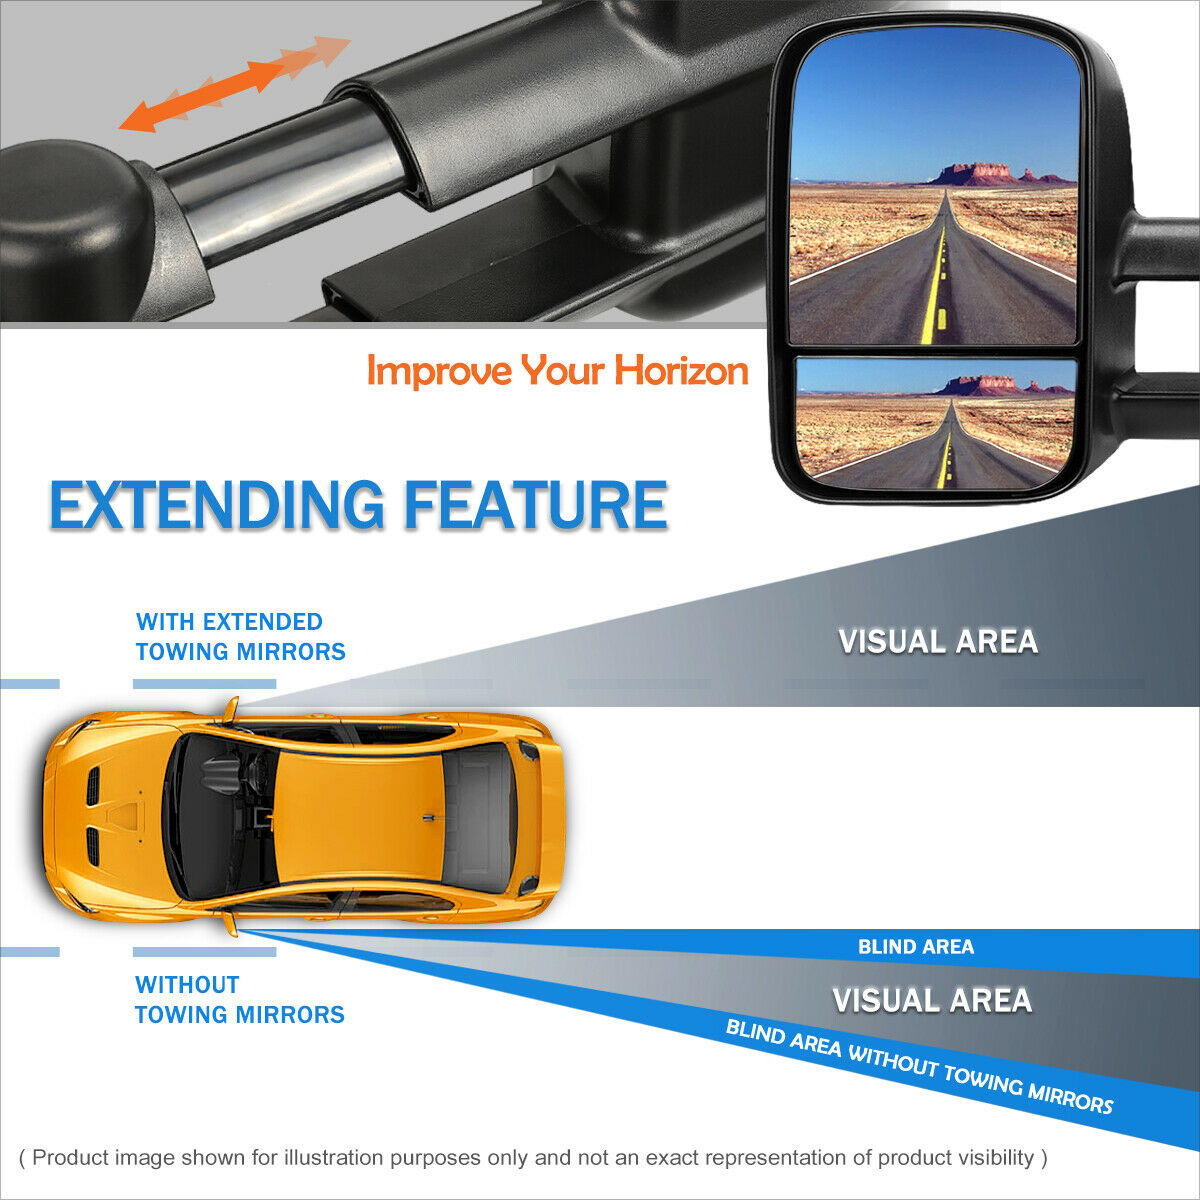 Improve Your Horizon
EXTENDING FEATURE
WITH EXTENDED
TOWING MIRRORS
VISUAL AREA
BLIND AREA
WITHOUT
TOWING MIRRORS
VISUAL AREA
BLIND AREA WITHOUT TOWING MIRRORS
( Product image shown for illustration purposes only and not an exact representation of product visibility )